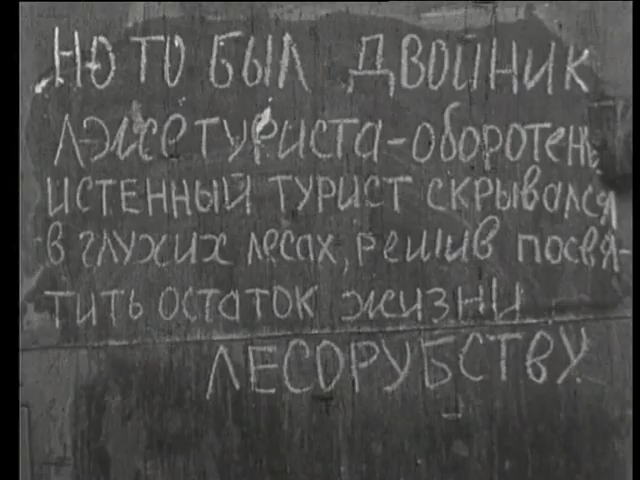 НО ТО БЫЛ ДВОЙНИК
ЛЖЕТУРИСТА-оборотень
ИСТЕННЫЙ ТУРИСТ СКРЫВАЛСЯ
в глухих лесах, решив посвя-
тить остаток жизни
ЛЕСОРУБСТВУ